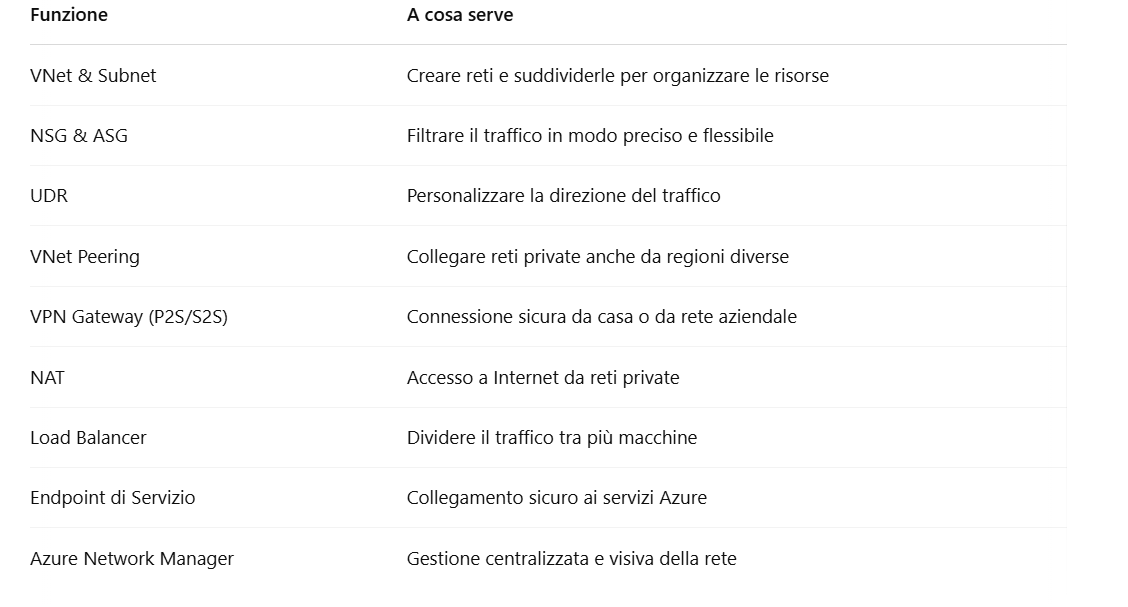 Funzione A cosa serve
VNet & Subnet Creare reti e suddividerle per organizzare le risorse
NSG & ASG Filtrare il traffico in modo preciso e flessibile
UDR Personalizzare la direzione del traffico
VNet Peering Collegare reti private anche da regioni diverse
VPN Gateway (P2S/S2S) Connessione sicura da casa o da rete aziendale
NAT Accesso a Internet da reti private
Load Balancer Dividere il traffico tra più macchine
Endpoint di Servizio Collegamento sicuro ai servizi Azure
Azure Network Manager Gestione centralizzata e visiva della rete